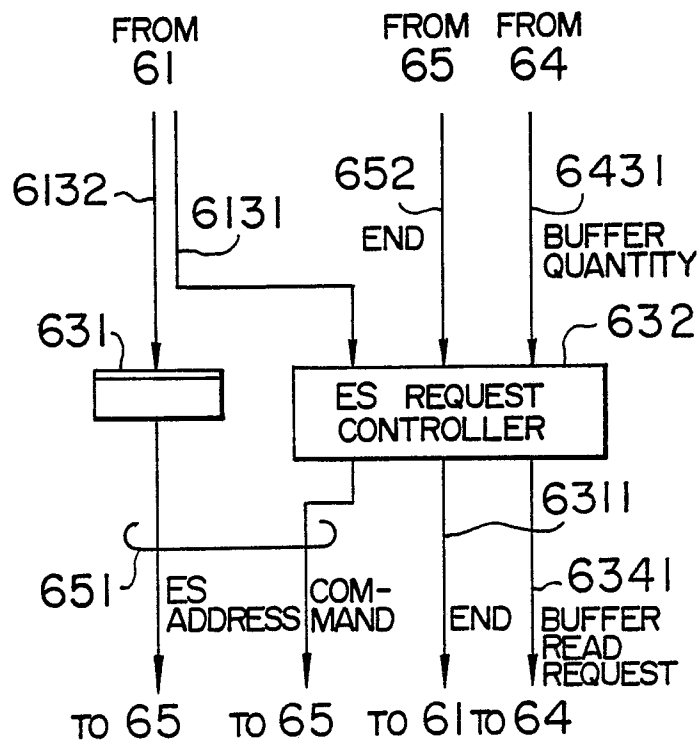 FROM
61
FROM
65
FROM
64
6132
6131
652
6431
END
BUFFER
QUANTITY
631
632
ES REQUEST
CONTROLLER
6311
651
6341
ES
ADDRESS
COM-
MAND
END
BUFFER
READ
REQUEST
TO 65
TO 65
TO 61
TO 64